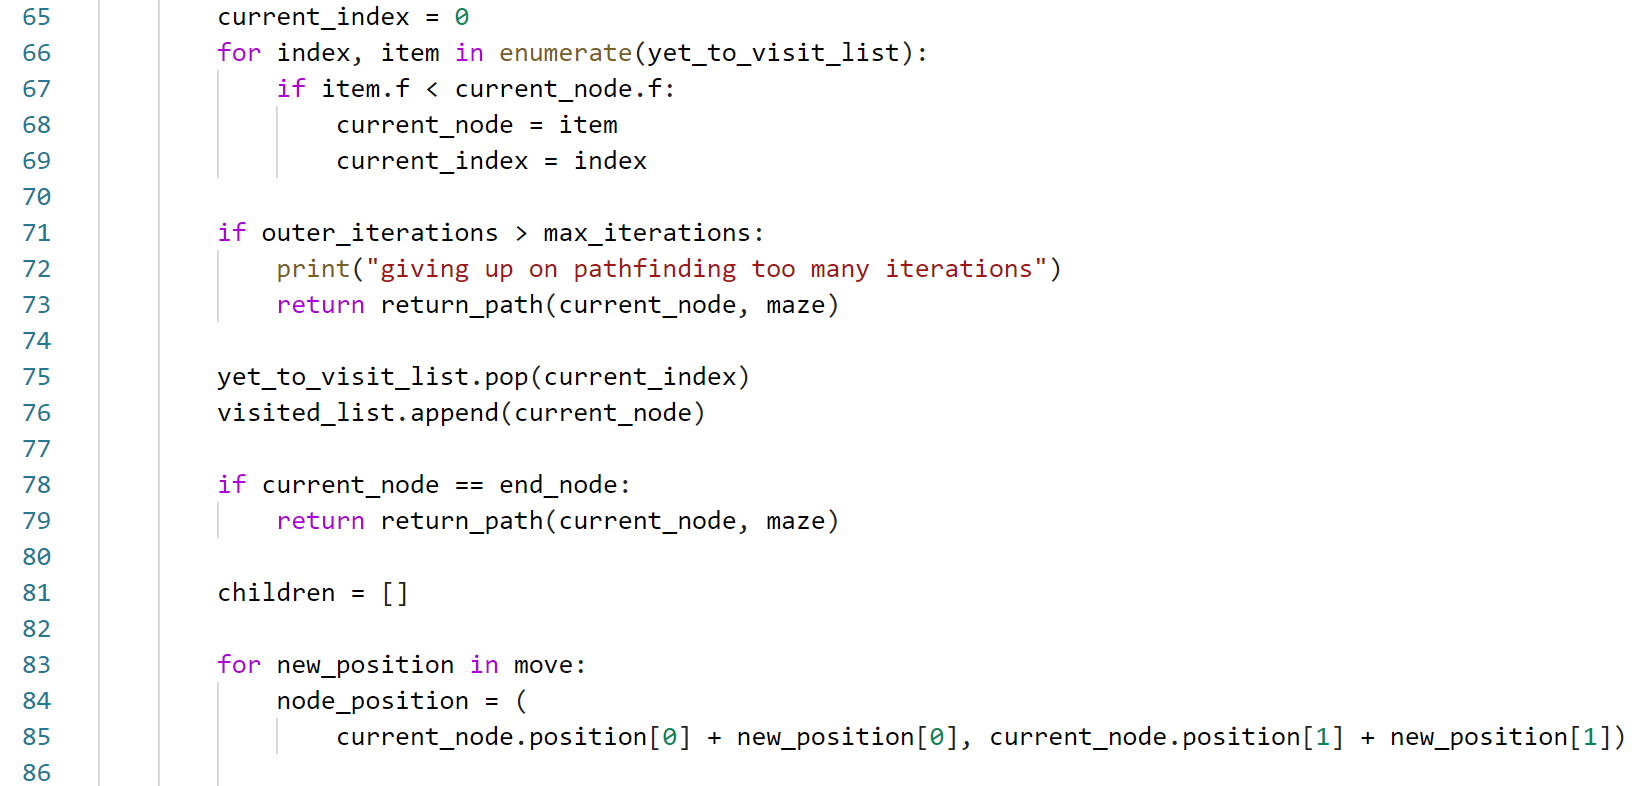 65 current_index = 0
66 for index, item in enumerate(yet_to_visit_list):
67 if item.f < current_node.f:
68 current_node = item
69 current_index = index
70
71 if outer_iterations > max_iterations:
72 print("giving up on pathfinding too many iterations")
73 return return_path(current_node, maze)
74
75 yet_to_visit_list.pop(current_index)
76 visited_list.append(current_node)
77
78 if current_node == end_node:
79 return return_path(current_node, maze)
80
81 children = []
82
83 for new_position in move:
84 node_position = (
85 current_node.position[0] + new_position[0], current_node.position[1] + new_position[1])
86